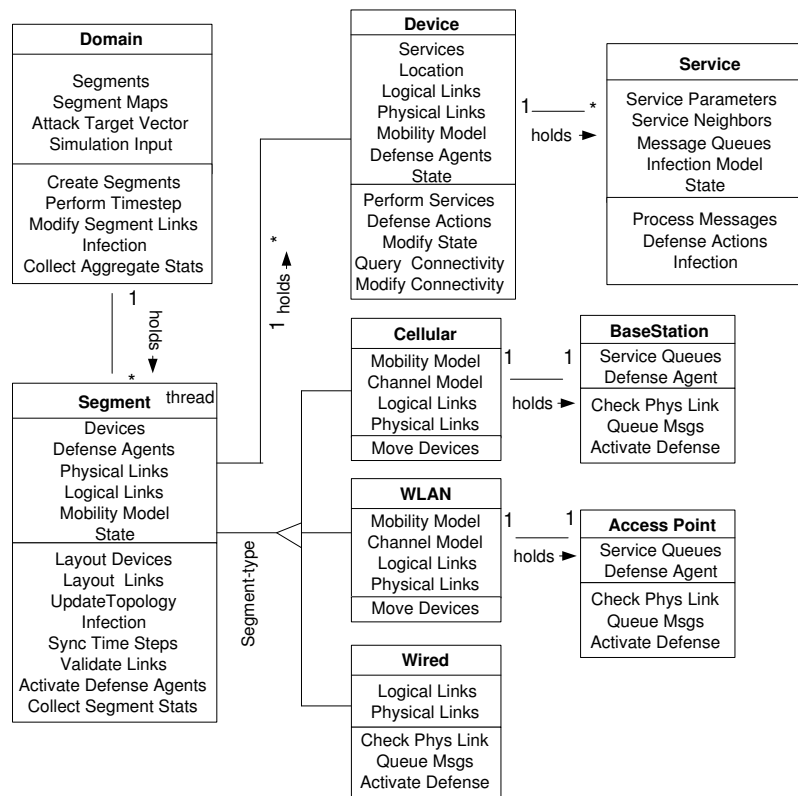 Domain
Segments
Segment Maps
Attack Target Vector
Simulation Input
Create Segments
Perform Timestep
Modify Segment Links
Infection
Collect Aggregate Stats
1
holds
*
Segment
thread
Devices
Defense Agents
Physical Links
Logical Links
Mobility Model
State
Layout Devices
Layout Links
UpdateTopology
Infection
Sync Time Steps
Validate Links
Activate Defense Agents
Collect Segment Stats
1 holds
*
Segment-type
Device
Services
Location
Logical Links
Physical Links
Mobility Model
Defense Agents
State
Perform Services
Defense Actions
Modify State
Query Connectivity
Modify Connectivity
1
*
holds
Service
Service Parameters
Service Neighbors
Message Queues
Infection Model
State
Process Messages
Defense Actions
Infection
Cellular
Mobility Model
Channel Model
Logical Links
Physical Links
Move Devices
1
1
holds
BaseStation
Service Queues
Defense Agent
Check Phys Link
Queue Msgs
Activate Defense
WLAN
Mobility Model
Channel Model
Logical Links
Physical Links
Move Devices
1
1
holds
Access Point
Service Queues
Defense Agent
Check Phys Link
Queue Msgs
Activate Defense
Wired
Logical Links
Physical Links
Check Phys Link
Queue Msgs
Activate Defense